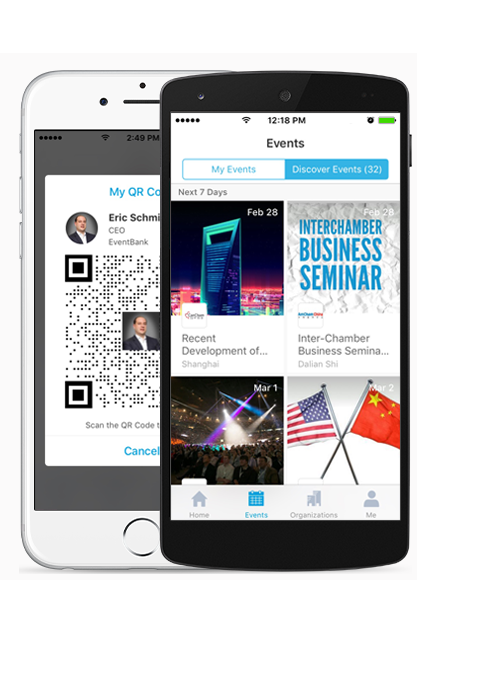 2:49 PM
My QR Co
Eric Schmi
CEO
EventBank
Scan the QR Code t
Cancel
12:18 PM
Events
My Events
Discover Events (32)
Next 7 Days
Feb 28
Recent
Development of...
Shanghai
Feb 28
INTERCHAMBER
BUSINESS
SEMINAR
Inter-Chamber
Business Semina...
Dalian Shi
Mar 1
Mar 2
Home
Events
Organizations
Me